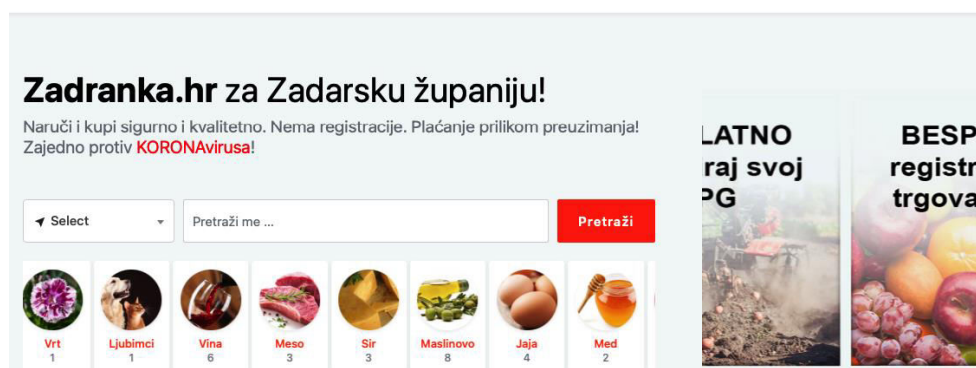 Zadranka.hr za Zadarsku županiju!
Naruči i kupi sigurno i kvalitetno. Nema registracije. Plaćanje prilikom preuzimanja!
Zajedno protiv KORONAvirusa!
Select
Pretraži me ...
Pretraži
Vrt
1
Ljubimci
1
Vina
6
Meso
3
Sir
3
Maslinovo
8
Jaja
4
Med
2
LATNO
raj svoj
PG
BESP
registr
trgova